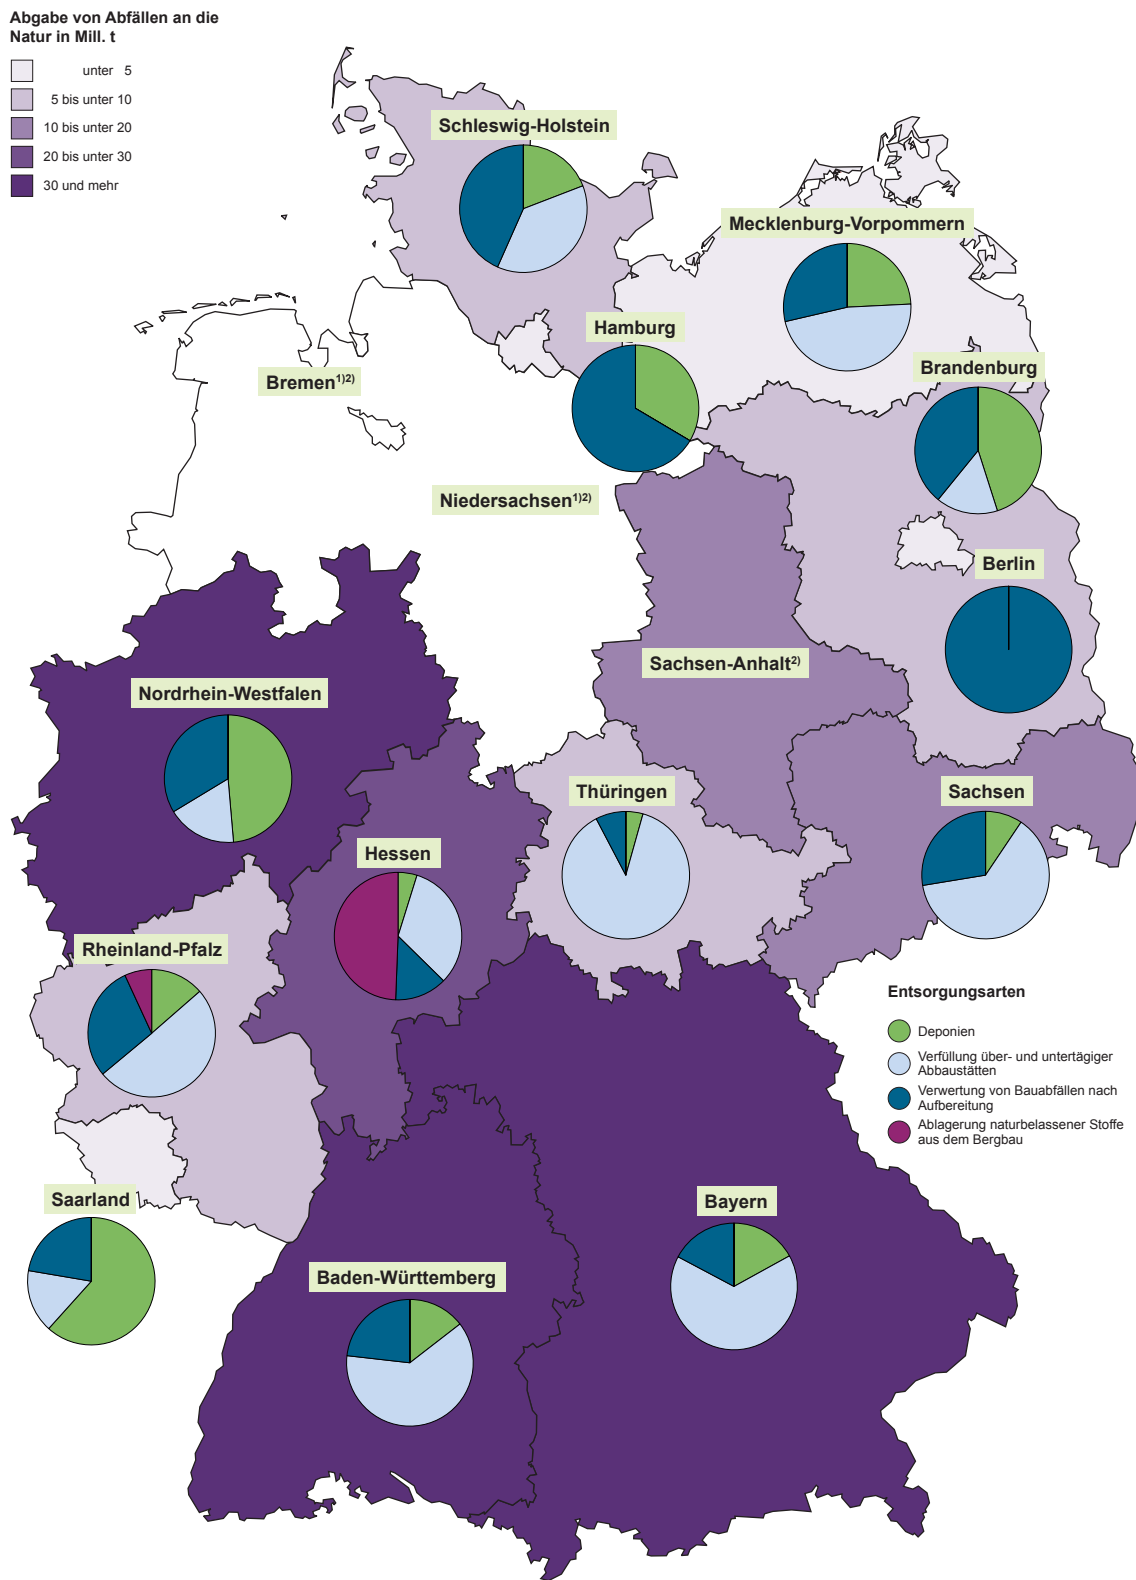 Abgabe von Abfällen an die
Natur in Mill. t
unter 5
5 bis unter 10
10 bis unter 20
20 bis unter 30
30 und mehr
Schleswig-Holstein
Mecklenburg-Vorpommern
Hamburg
Brandenburg
Bremen¹⁾²⁾
Niedersachsen¹⁾²⁾
Berlin
Sachsen-Anhalt²⁾
Nordrhein-Westfalen
Thüringen
Sachsen
Hessen
Rheinland-Pfalz
Entsorgungsarten
Deponien
Verfüllung über- und untertägiger
Abbaustätten
Verwertung von Bauabfällen nach
Aufbereitung
Ablagerung naturbelassener Stoffe
aus dem Bergbau
Saarland
Bayern
Baden-Württemberg